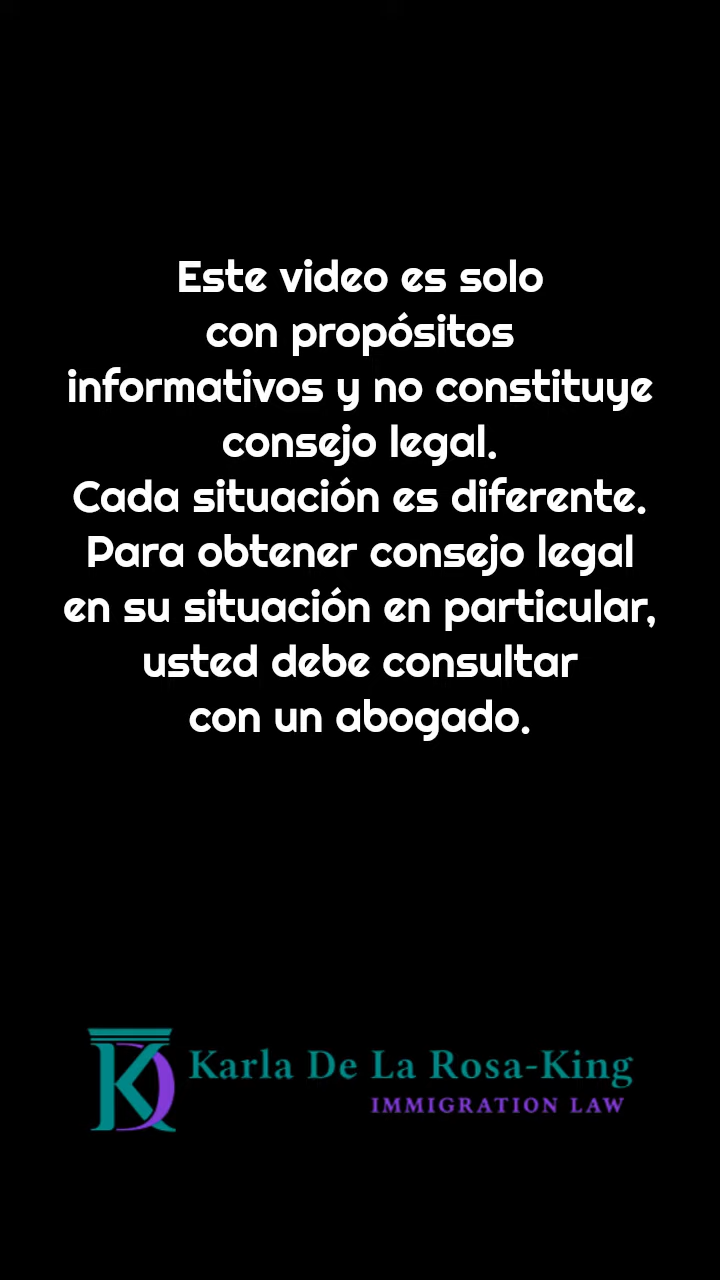 Este video es solo
con propósitos
informativos y no constituye
consejo legal.
Cada situación es diferente.
Para obtener consejo legal
en su situación en particular,
usted debe consultar
con un abogado.
KD
Karla De La Rosa-King
IMMIGRATION LAW